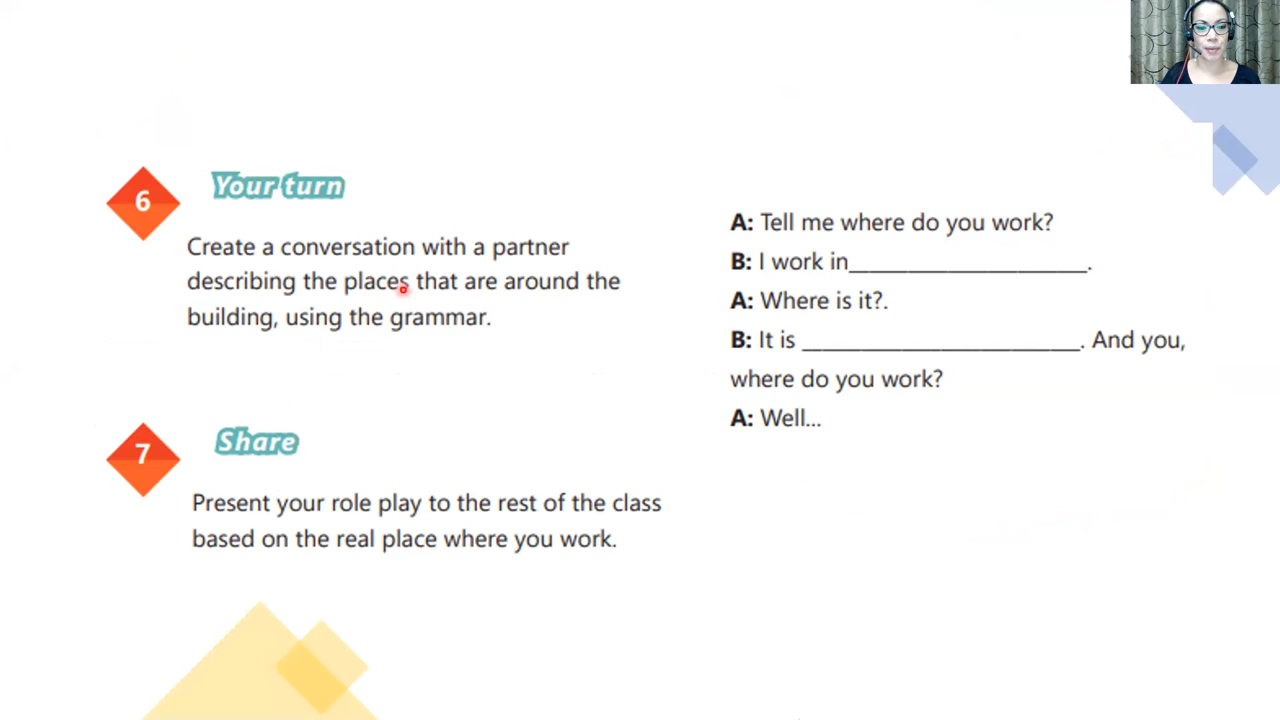 6
Your turn
Create a conversation with a partner
describing the places that are around the
building, using the grammar.
7
Share
Present your role play to the rest of the class
based on the real place where you work.
A: Tell me where do you work?
B: I work in____________________.
A: Where is it?.
B: It is _______________________. And you,
where do you work?
A: Well...